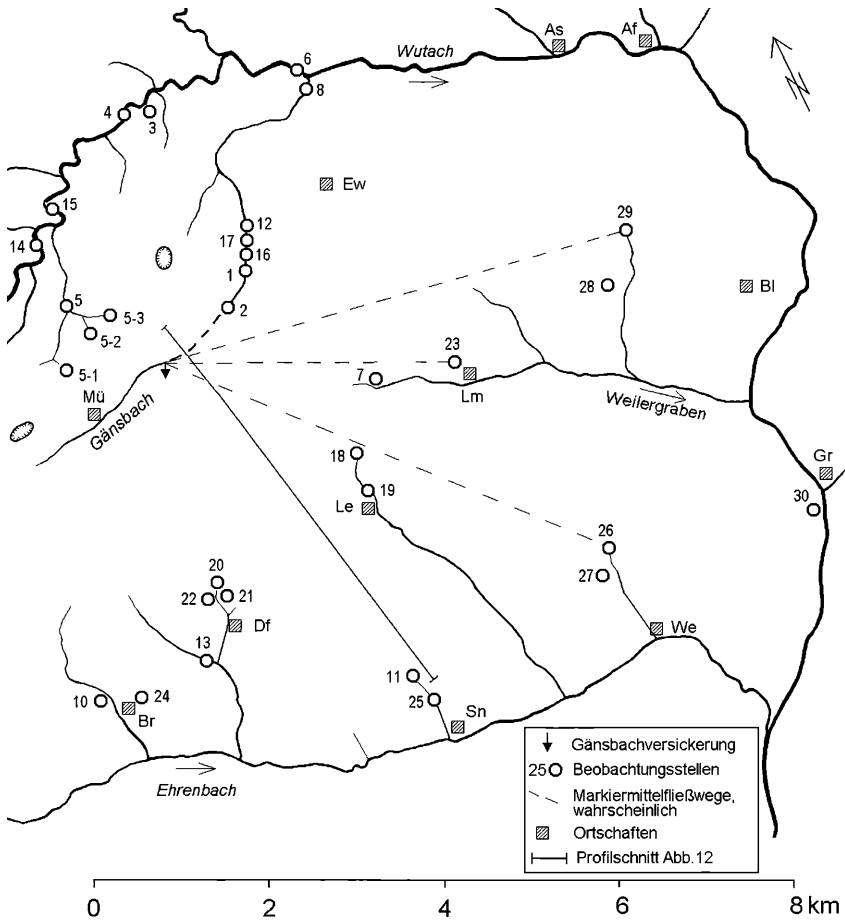 As
Af
Wutach
6
8
4
3
Ew
15
12
29
17
14
16
1
28
Bl
5
5-3
2
5-2
23
5-1
7
Lm
Mü
Weilergraben
Gänsbach
18
Gr
19
30
Le
26
20
27
22
21
Df
We
13
11
10
24
25
Br
Sn
Ehrenbach
Gänsbachversickerung
25 Beobachtungsstellen
Markiermittelfließwege,
wahrscheinlich
Ortschaften
Profilschnitt Abb.12
0 2 4 6 8 km